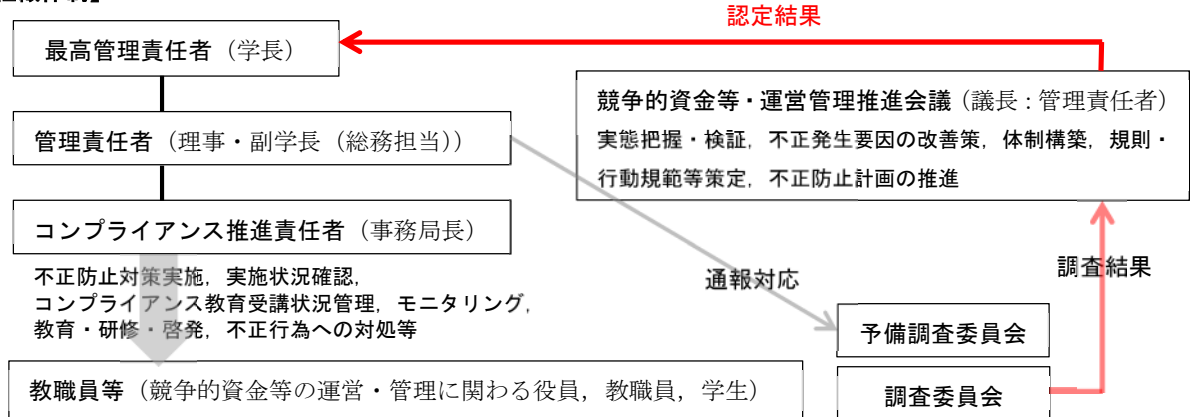 認定結果
最高管理責任者（学長）
競争的資金等・運営管理推進会議（議長：管理責任者）
実態把握・検証，不正発生要因の改善策，体制構築，規則・
行動規範等策定，不正防止計画の推進
管理責任者（理事・副学長（総務担当））
コンプライアンス推進責任者（事務局長）
不正防止対策実施，実施状況確認，
コンプライアンス教育受講状況管理，モニタリング，
教育・研修・啓発，不正行為への対処等
通報対応
調査結果
予備調査委員会
教職員等（競争的資金等の運営・管理に関わる役員，教職員，学生）
調査委員会